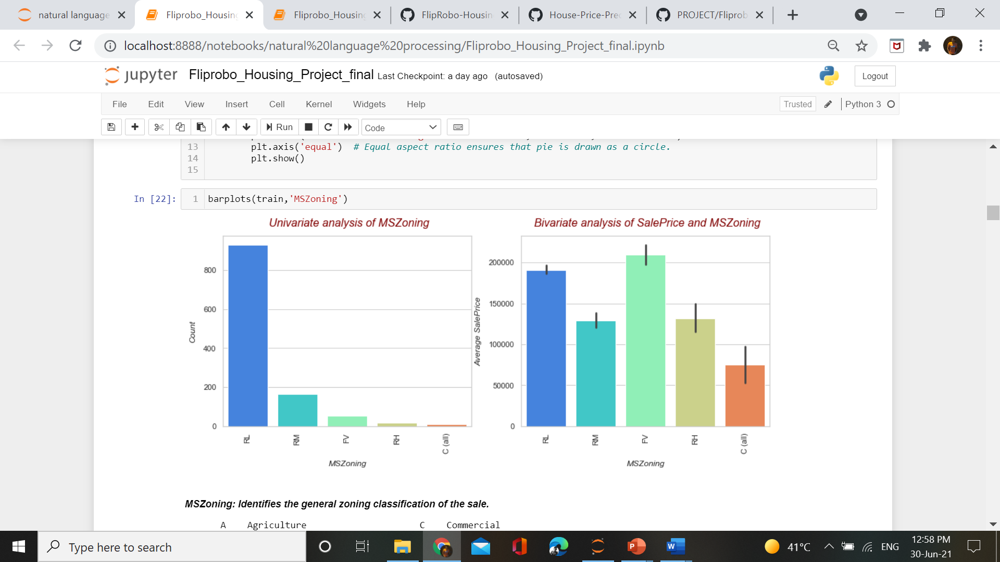 natural language
Fliprobo_Housing
Fliprobo_Housing
FlipRobo-Housin
House-Price-Pred
PROJECT/Fliprob
localhost:8888/notebooks/natural%20language%20processing/Fliprobo_Housing_Project_final.ipynb
jupyter Fliprobo_Housing_Project_final Last Checkpoint: a day ago (autosaved)
Logout
File Edit View Insert Cell Kernel Widgets Help
Trusted Python 3
Run Code
13 plt.axis('equal') # Equal aspect ratio ensures that pie is drawn as a circle.
14 plt.show()
15
In [22]: 1 barplots(train,'MSZoning')
Univariate analysis of MSZoning
800
600
400
200
0
Count
RL RM FV RH C (all)
MSZoning
Bivariate analysis of SalePrice and MSZoning
200000
150000
100000
50000
0
Average SalePrice
RL RM FV RH C (all)
MSZoning
MSZoning: Identifies the general zoning classification of the sale.
A Agriculture C Commercial
Type here to search
41°C ENG
12:58 PM
30-Jun-21